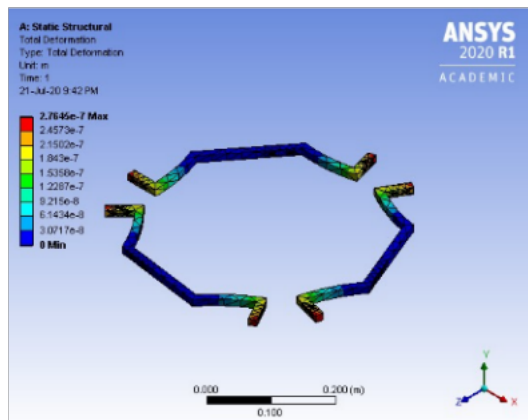 A: Static Structural
Total Deformation
Type: Total Deformation
Unit: m
Time: 1
21-Jul-20 9:42 PM
2.7645e-7 Max
2.4573e-7
2.1502e-7
1.843e-7
1.5358e-7
1.2287e-7
9.215e-8
6.1434e-8
3.0717e-8
0 Min
ANSYS
2020 R1
ACADEMIC
0.000
0.200 (m)
0.100
Y
Z
X